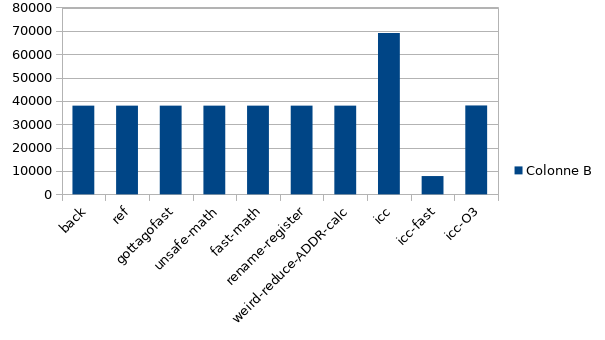 80000
70000
60000
50000
40000
30000
20000
10000
0
back
ref
gottagofast
unsafe-math
fast-math
rename-register
weird-reduce-ADDR-calc
icc
icc-fast
icc-O3
Colonne B